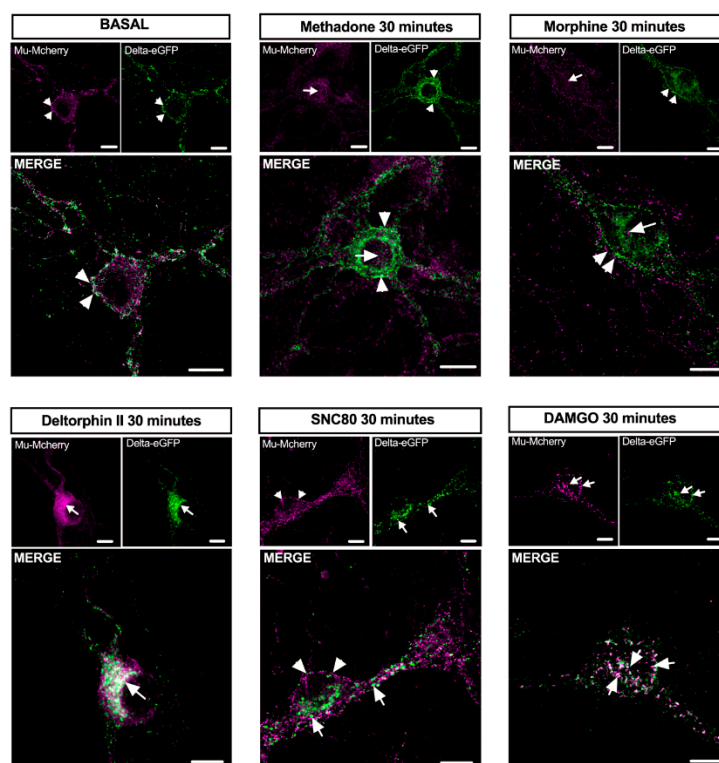 BASAL
Mu-Mcherry
Delta-eGFP
MERGE
Methadone 30 minutes
Mu-Mcherry
Delta-eGFP
MERGE
Morphine 30 minutes
Mu-Mcherry
Delta-eGFP
MERGE
Deltorphin II 30 minutes
Mu-Mcherry
Delta-eGFP
MERGE
SNC80 30 minutes
Mu-Mcherry
Delta-eGFP
MERGE
DAMGO 30 minutes
Mu-Mcherry
Delta-eGFP
MERGE